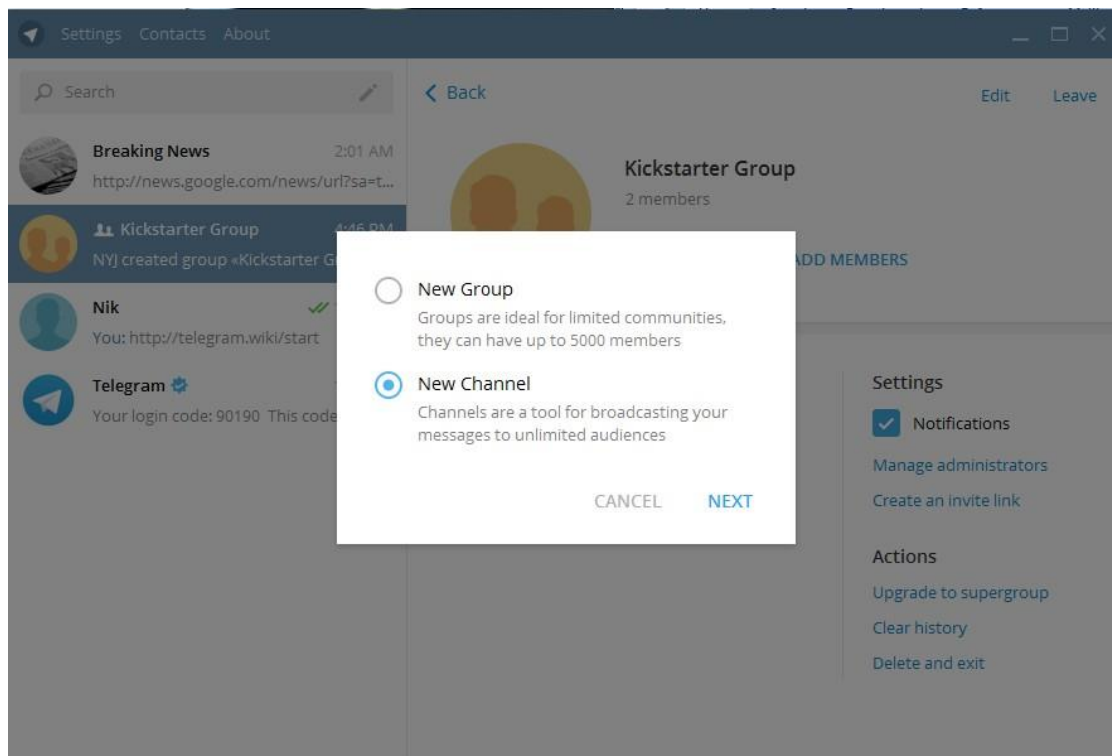 Settings Contacts About
Search
Back
Edit Leave
Breaking News 2:01 AM
http://news.google.com/news/url?sa=t...
Kickstarter Group 4:46 PM
NYJ created group «Kickstarter G
Nik
You: http://telegram.wiki/start
Telegram
Your login code: 90190 This code
Kickstarter Group
2 members
ADD MEMBERS
New Group
Groups are ideal for limited communities,
they can have up to 5000 members
New Channel
Channels are a tool for broadcasting your
messages to unlimited audiences
CANCEL NEXT
Settings
Notifications
Manage administrators
Create an invite link
Actions
Upgrade to supergroup
Clear history
Delete and exit